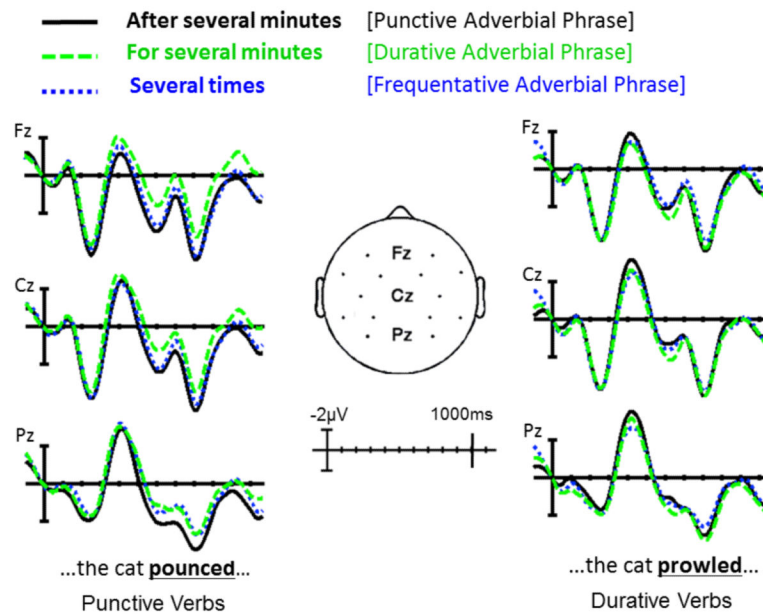 After several minutes [Punctive Adverbial Phrase]
For several minutes [Durative Adverbial Phrase]
Several times [Frequentative Adverbial Phrase]
Fz
Cz
Pz
...the cat pounced...
Punctive Verbs
Fz
Cz
Pz
-2µV 1000ms
Fz
Cz
Pz
...the cat prowled...
Durative Verbs